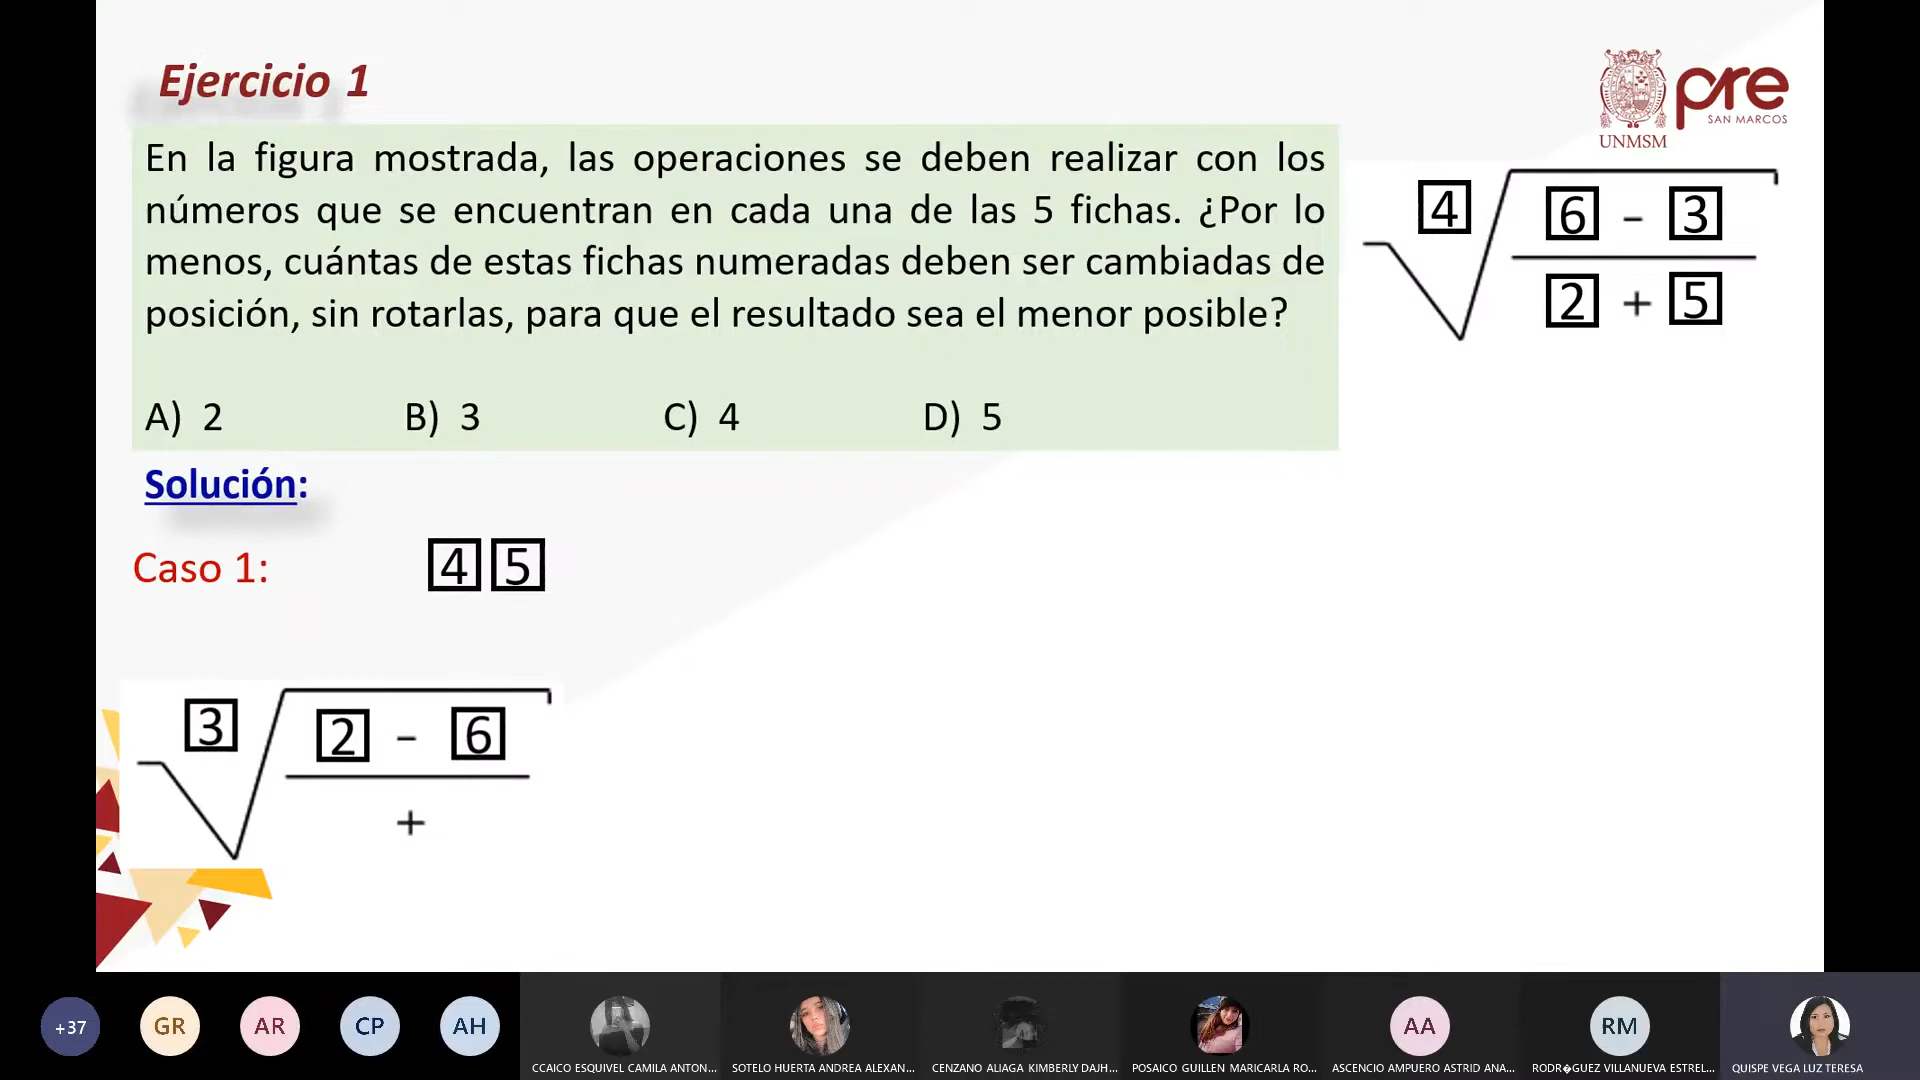 Ejercicio 1
pre
SAN MARCOS
UNMSM
En la figura mostrada, las operaciones se deben realizar con los
números que se encuentran en cada una de las 5 fichas. ¿Por lo
menos, cuántas de estas fichas numeradas deben ser cambiadas de
posición, sin rotarlas, para que el resultado sea el menor posible?
4
6 - 3
2 + 5
A) 2 B) 3 C) 4 D) 5
Solución:
Caso 1: 4 5
3
2 - 6
+
+37 GR AR CP AH AA RM
CCAICO ESQUIVEL CAMILA ANTON... SOTELO HUERTA ANDREA ALEXAN... CENZANO ALIAGA KIMBERLY DAJH... POSAICO GUILLEN MARICARLA RO... ASCENCIO AMPUERO ASTRID ANA... RODR�GUEZ VILLANUEVA ESTREL... QUISPE VEGA LUZ TERESA